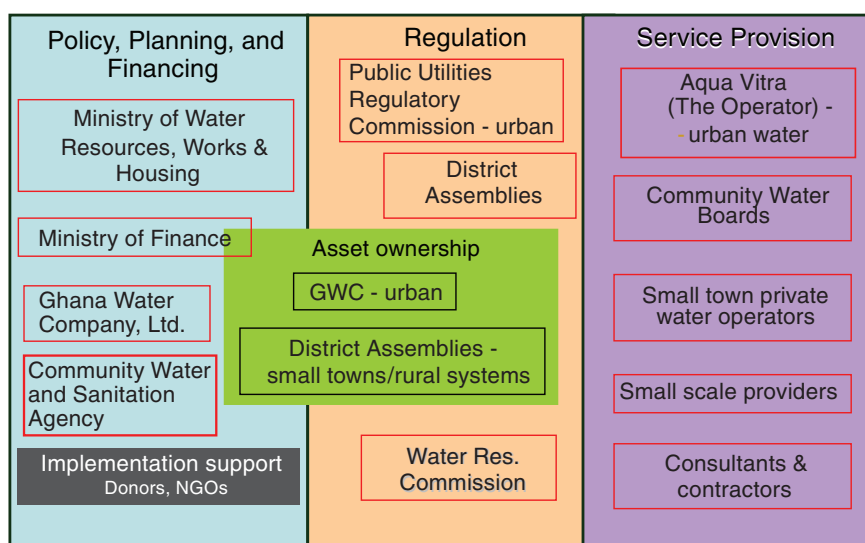 Policy, Planning, and
Financing
Ministry of Water
Resources, Works &
Housing
Ministry of Finance
Ghana Water
Company, Ltd.
Community Water
and Sanitation
Agency
Implementation support
Donors, NGOs
Regulation
Public Utilities
Regulatory
Commission - urban
District
Assemblies
Asset ownership
GWC - urban
District Assemblies -
small towns/rural systems
Water Res.
Commission
Service Provision
Aqua Vitra
(The Operator) -
- urban water
Community Water
Boards
Small town private
water operators
Small scale providers
Consultants &
contractors